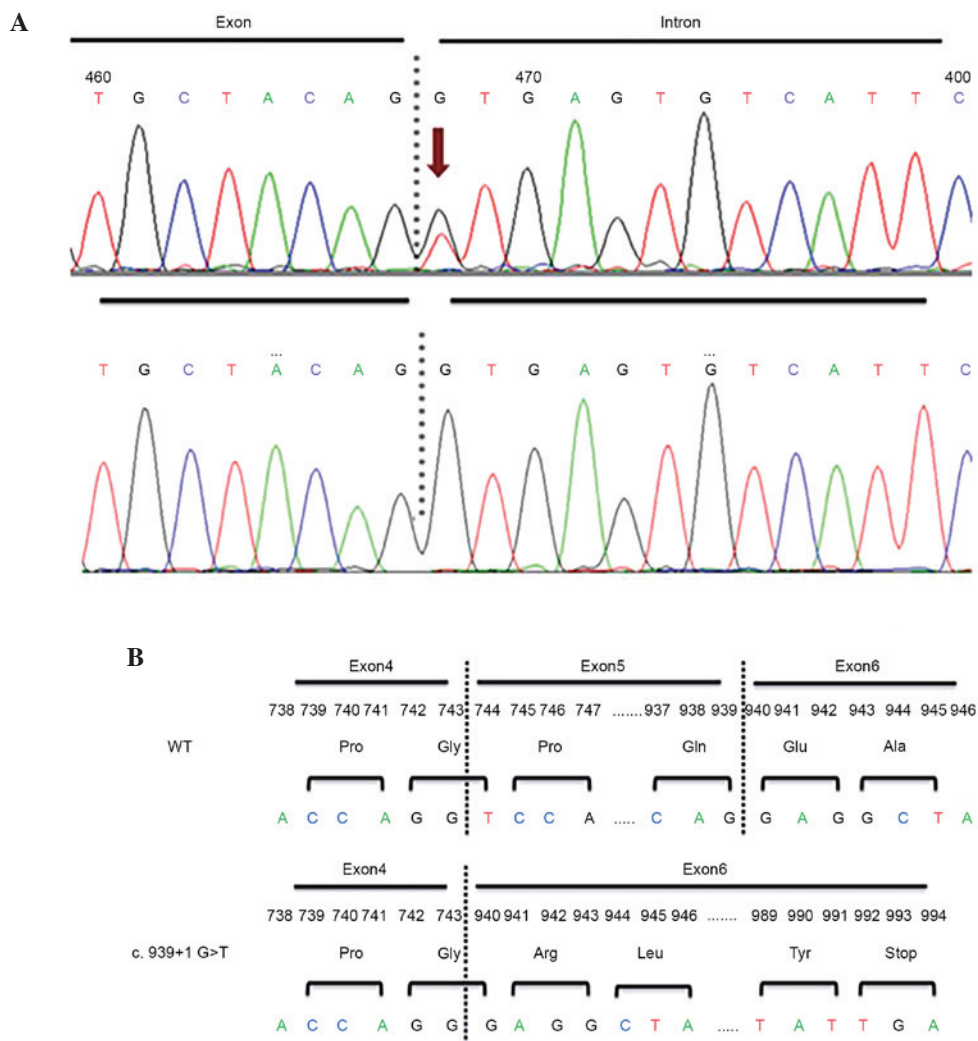 A
Exon Intron
460 470 400
T G C T A C A G G T G A G T G T C A T T C
... ...
T G C T A C A G G T G A G T G T C A T T C
B
Exon4 Exon5 Exon6
738 739 740 741 742 743 744 745 746 747 ....... 937 938 939 940 941 942 943 944 945 946
WT Pro Gly Pro Gln Glu Ala
A C C A G G T C C A ..... C A G G A G G C T A
Exon4 Exon6
738 739 740 741 742 743 940 941 942 943 944 945 946 ....... 989 990 991 992 993 994
c. 939+1 G>T Pro Gly Arg Leu Tyr Stop
A C C A G G G A G G C T A ..... T A T T G A